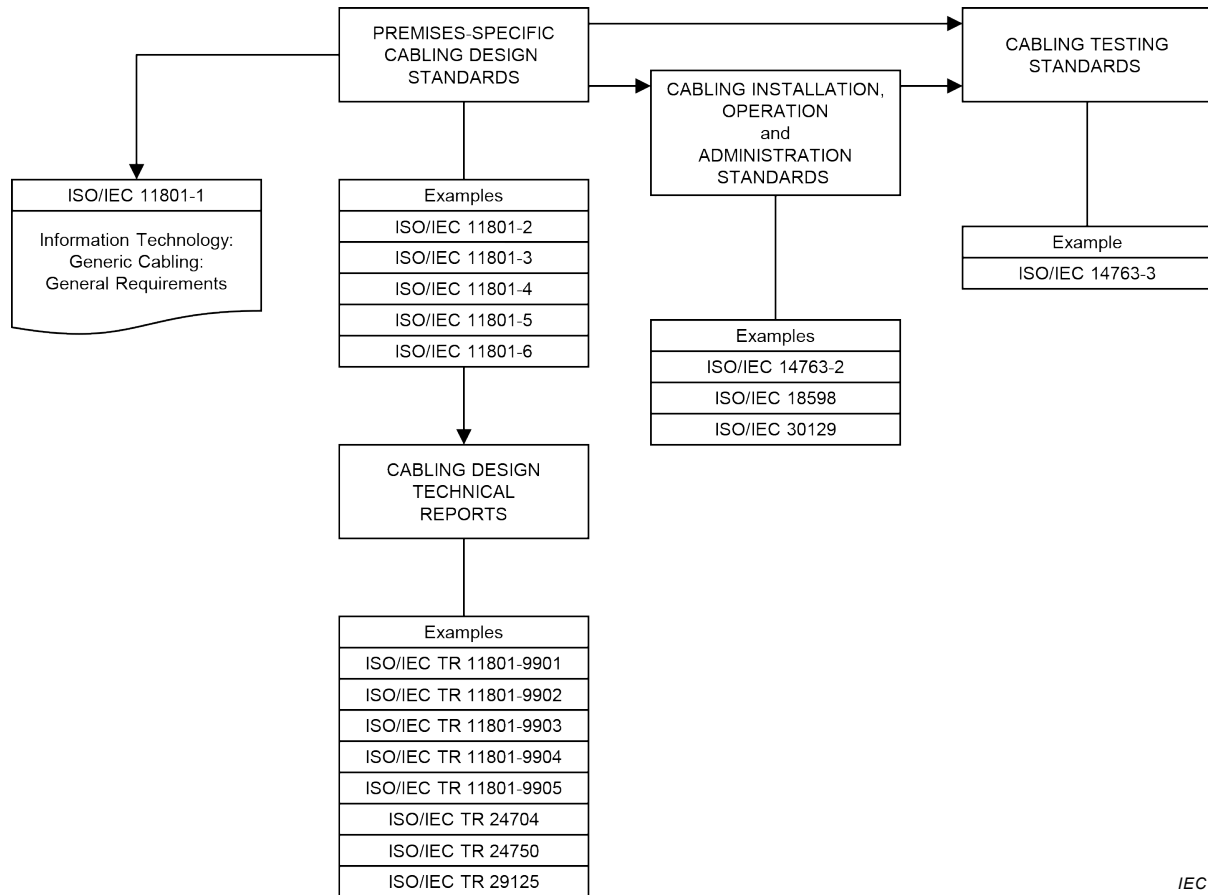 PREMISES-SPECIFIC
CABLING DESIGN
STANDARDS
CABLING TESTING
STANDARDS
CABLING INSTALLATION,
OPERATION
and
ADMINISTRATION
STANDARDS
ISO/IEC 11801-1
Information Technology:
Generic Cabling:
General Requirements
Examples
ISO/IEC 11801-2
ISO/IEC 11801-3
ISO/IEC 11801-4
ISO/IEC 11801-5
ISO/IEC 11801-6
Example
ISO/IEC 14763-3
Examples
ISO/IEC 14763-2
ISO/IEC 18598
ISO/IEC 30129
CABLING DESIGN
TECHNICAL
REPORTS
Examples
ISO/IEC TR 11801-9901
ISO/IEC TR 11801-9902
ISO/IEC TR 11801-9903
ISO/IEC TR 11801-9904
ISO/IEC TR 11801-9905
ISO/IEC TR 24704
ISO/IEC TR 24750
ISO/IEC TR 29125
IEC